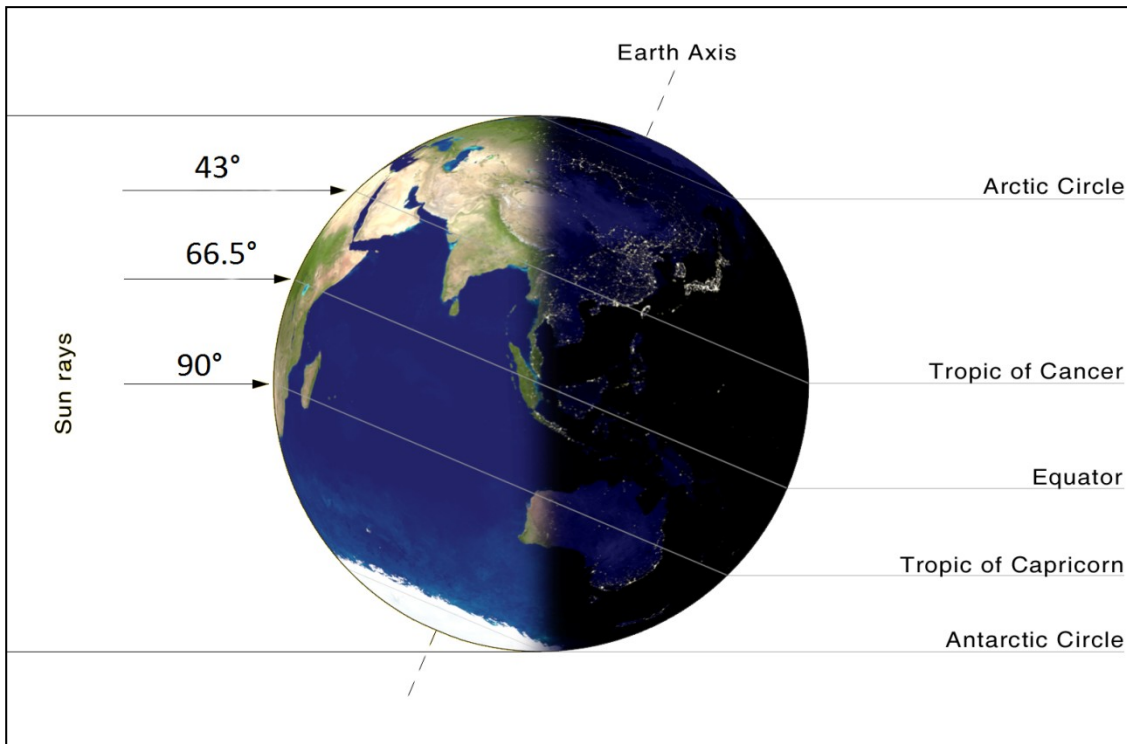 Earth Axis
43°
Arctic Circle
66.5°
90°
Sun rays
Tropic of Cancer
Equator
Tropic of Capricorn
Antarctic Circle